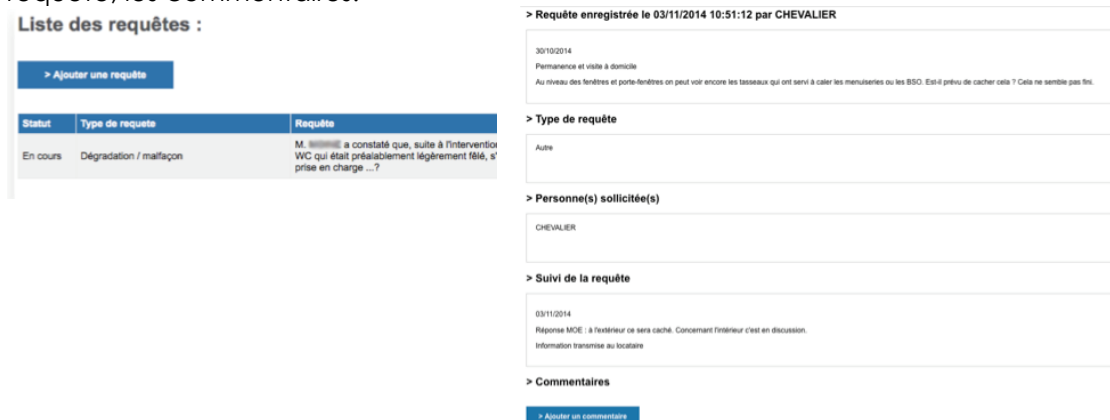 requête, les commentaires.
Liste des requêtes :
> Ajouter une requête
Statut Type de requete Requête
En cours Dégradation / malfaçon M. a constaté que, suite à l'intervention
WC qui était préalablement légèrement fêlé, s'
prise en charge ...?
> Requête enregistrée le 03/11/2014 10:51:12 par CHEVALIER
30/10/2014
Permanence et visite à domicile
Au niveau des fenêtres et porte-fenêtres on peut voir encore les tasseaux qui ont servi à caler les menuiseries ou les BSO. Est-il prévu de cacher cela ? Cela ne semble pas fini.
> Type de requête
Autre
> Personne(s) sollicitée(s)
CHEVALIER
> Suivi de la requête
03/11/2014
Réponse MOE : à l'extérieur ce sera caché. Concernant l'intérieur c'est en discussion.
Information transmise au locataire
> Commentaires
> Ajouter un commentaire